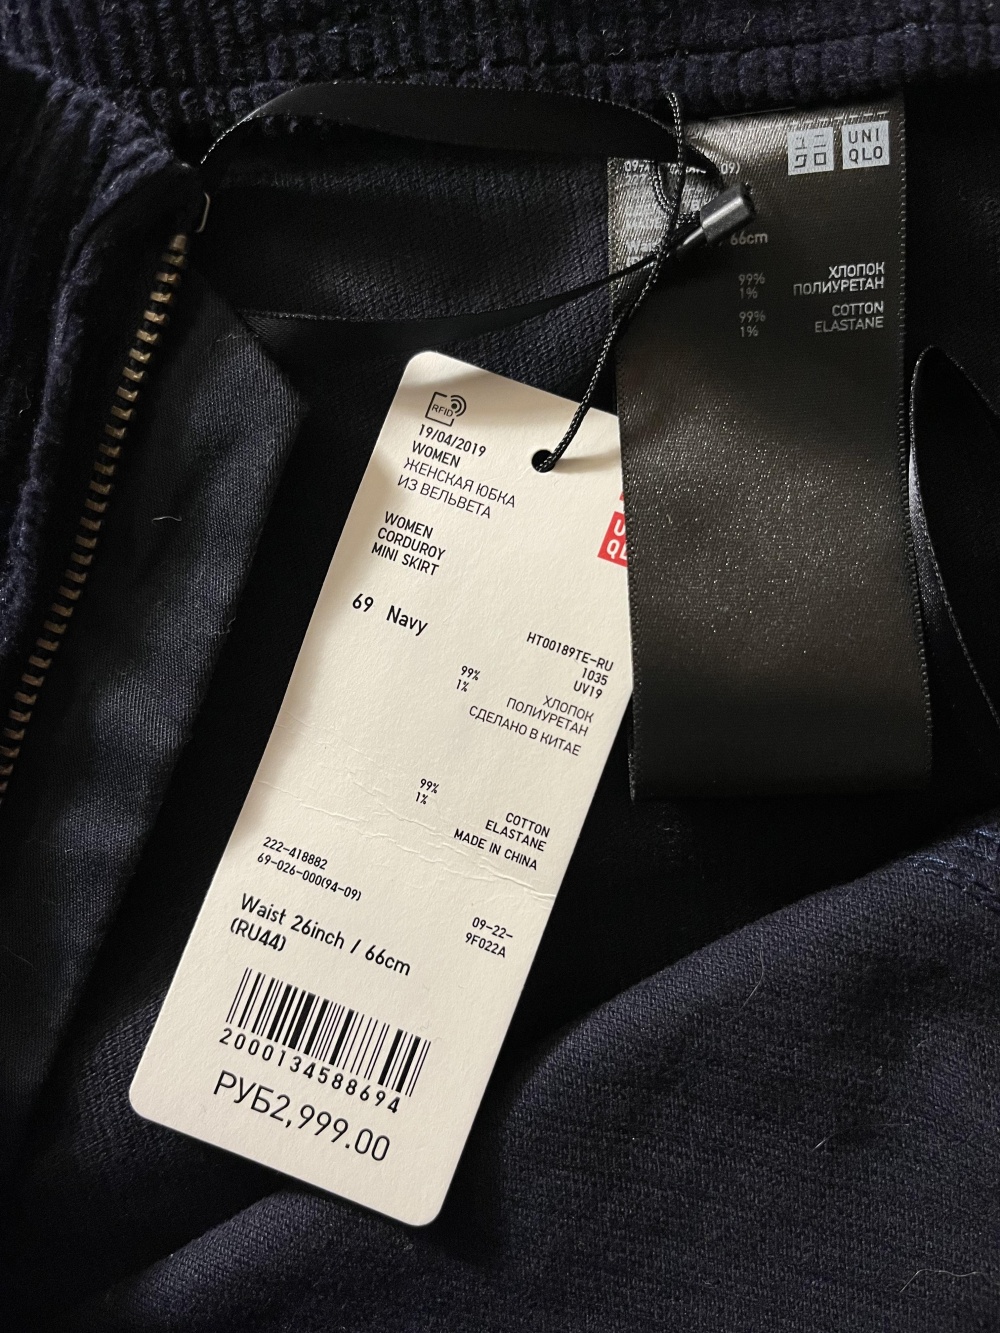 UNI
QLO
09)
66cm
99% ХЛОПОК
1% ПОЛИУРЕТАН
99% COTTON
1% ELASTANE
RFID
19/04/2019
WOMEN
ЖЕНСКАЯ ЮБКА
ИЗ ВЕЛЬВЕТА
WOMEN
CORDUROY
MINI SKIRT
69 Navy
HT00189TE-RU
1035
UV19
99% ХЛОПОК
1% ПОЛИУРЕТАН
СДЕЛАНО В КИТАЕ
99% COTTON
1% ELASTANE
MADE IN CHINA
222-418882
69-026-000(94-09)
09-22-
9F022A
Waist 26inch / 66cm
(RU44)
2000134588694
РУБ2,999.00